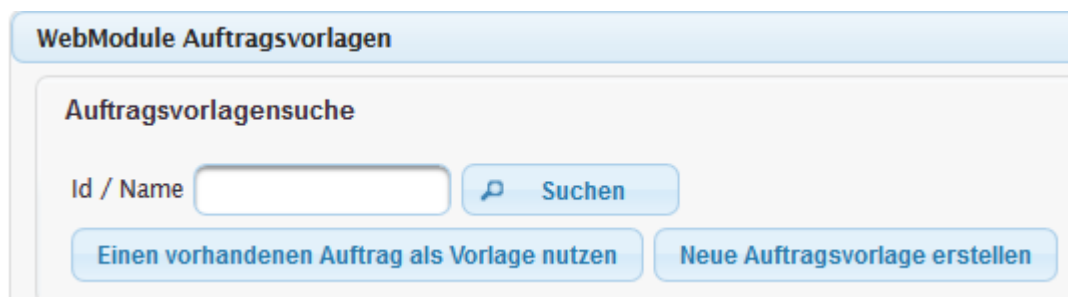 WebModule Auftragsvorlagen
Auftragsvorlagensuche
Id / Name Suchen
Einen vorhandenen Auftrag als Vorlage nutzen Neue Auftragsvorlage erstellen